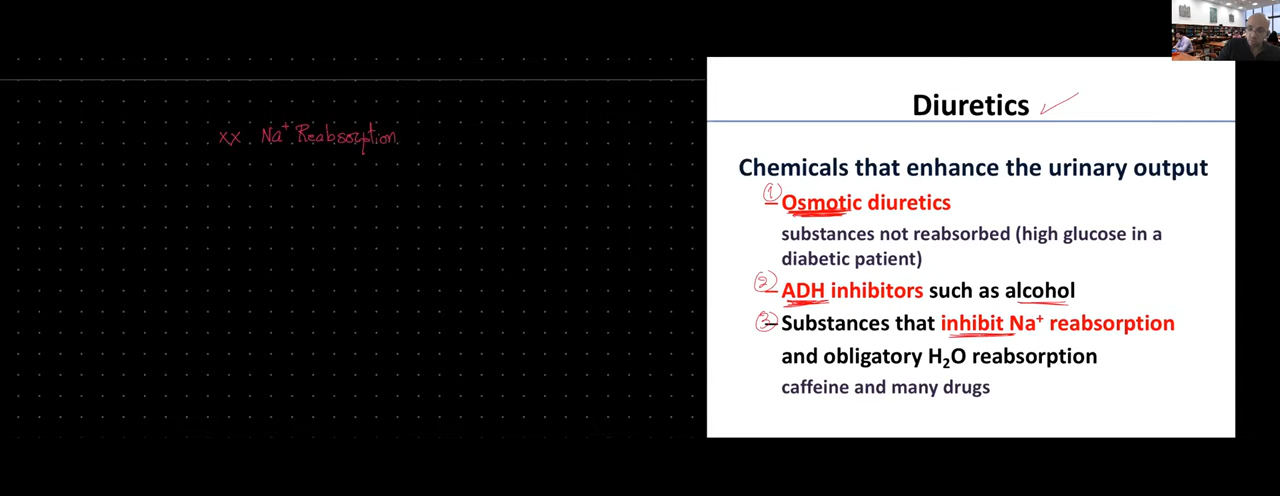 xx Na⁺ Reabsorption
Diuretics
Chemicals that enhance the urinary output
① Osmotic diuretics
substances not reabsorbed (high glucose in a
diabetic patient)
② ADH inhibitors such as alcohol
③ Substances that inhibit Na⁺ reabsorption
and obligatory H₂O reabsorption
caffeine and many drugs